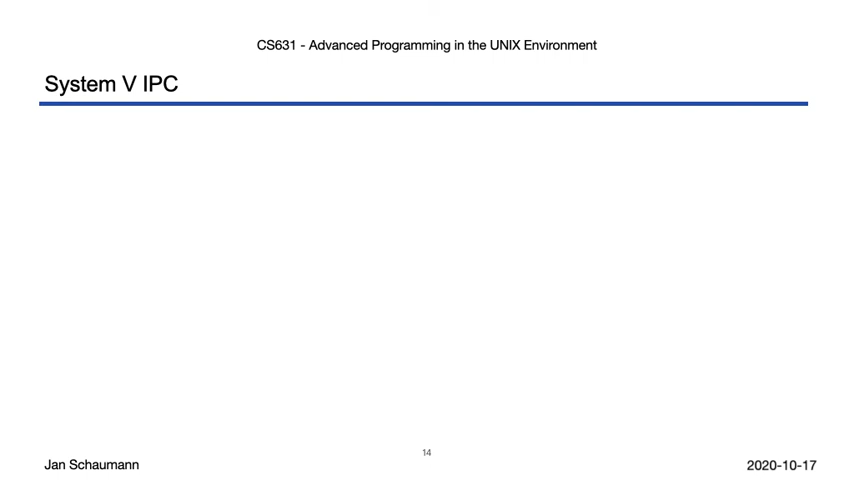 CS631 - Advanced Programming in the UNIX Environment
System V IPC
14
Jan Schaumann
2020-10-17